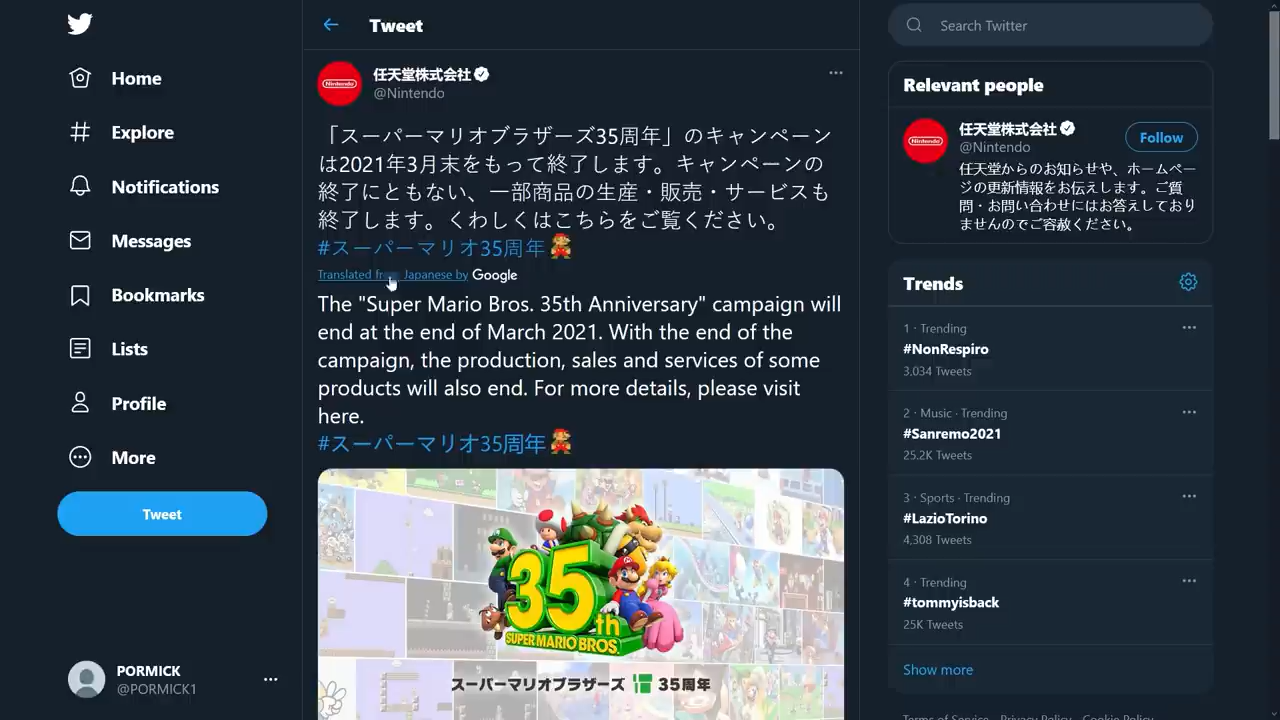 Home
Explore
Notifications
Messages
Bookmarks
Lists
Profile
More
Tweet
PORMICK
@PORMICK1
Tweet
Nintendo
任天堂株式会社
@Nintendo
「スーパーマリオブラザーズ35周年」のキャンペーン
は2021年3月末をもって終了します。キャンペーンの
終了にともない、一部商品の生産・販売・サービスも
終了します。くわしくはこちらをご覧ください。
#スーパーマリオ35周年
Translated from Japanese by Google
The "Super Mario Bros. 35th Anniversary" campaign will
end at the end of March 2021. With the end of the
campaign, the production, sales and services of some
products will also end. For more details, please visit
here.
#スーパーマリオ35周年
35th
SUPER MARIO BROS.
スーパーマリオブラザーズ 35周年
Search Twitter
Relevant people
Nintendo
任天堂株式会社
@Nintendo
Follow
任天堂からのお知らせや、ホームペー
ジの更新情報をお伝えします。ご質
問・お問い合わせにはお答えしており
ませんのでご容赦ください。
Trends
1 · Trending
#NonRespiro
3,034 Tweets
2 · Music · Trending
#Sanremo2021
25.2K Tweets
3 · Sports · Trending
#LazioTorino
4,308 Tweets
4 · Trending
#tommyisback
25K Tweets
Show more
Terms of Service Privacy Policy Cookie Policy